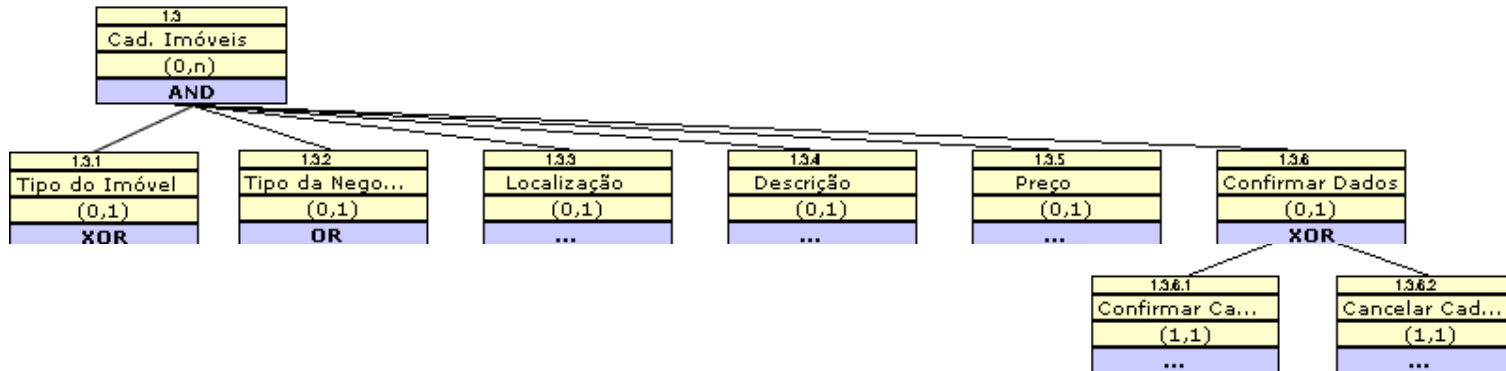 1.3
Cad. Imóveis
(0,n)
AND
1.3.1
Tipo do Imóvel
(0,1)
XOR
1.3.2
Tipo da Nego...
(0,1)
OR
1.3.3
Localização
(0,1)
...
1.3.4
Descrição
(0,1)
...
1.3.5
Preço
(0,1)
...
1.3.6
Confirmar Dados
(0,1)
XOR
1.3.6.1
Confirmar Ca...
(1,1)
...
1.3.6.2
Cancelar Cad...
(1,1)
...